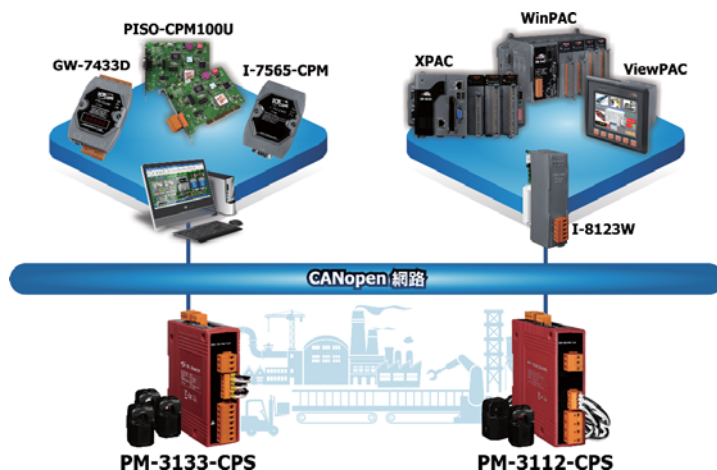 PISO-CPM100U
GW-7433D
I-7565-CPM
WinPAC
XPAC
ViewPAC
I-8123W
CANopen 網路
PM-3133-CPS
PM-3112-CPS